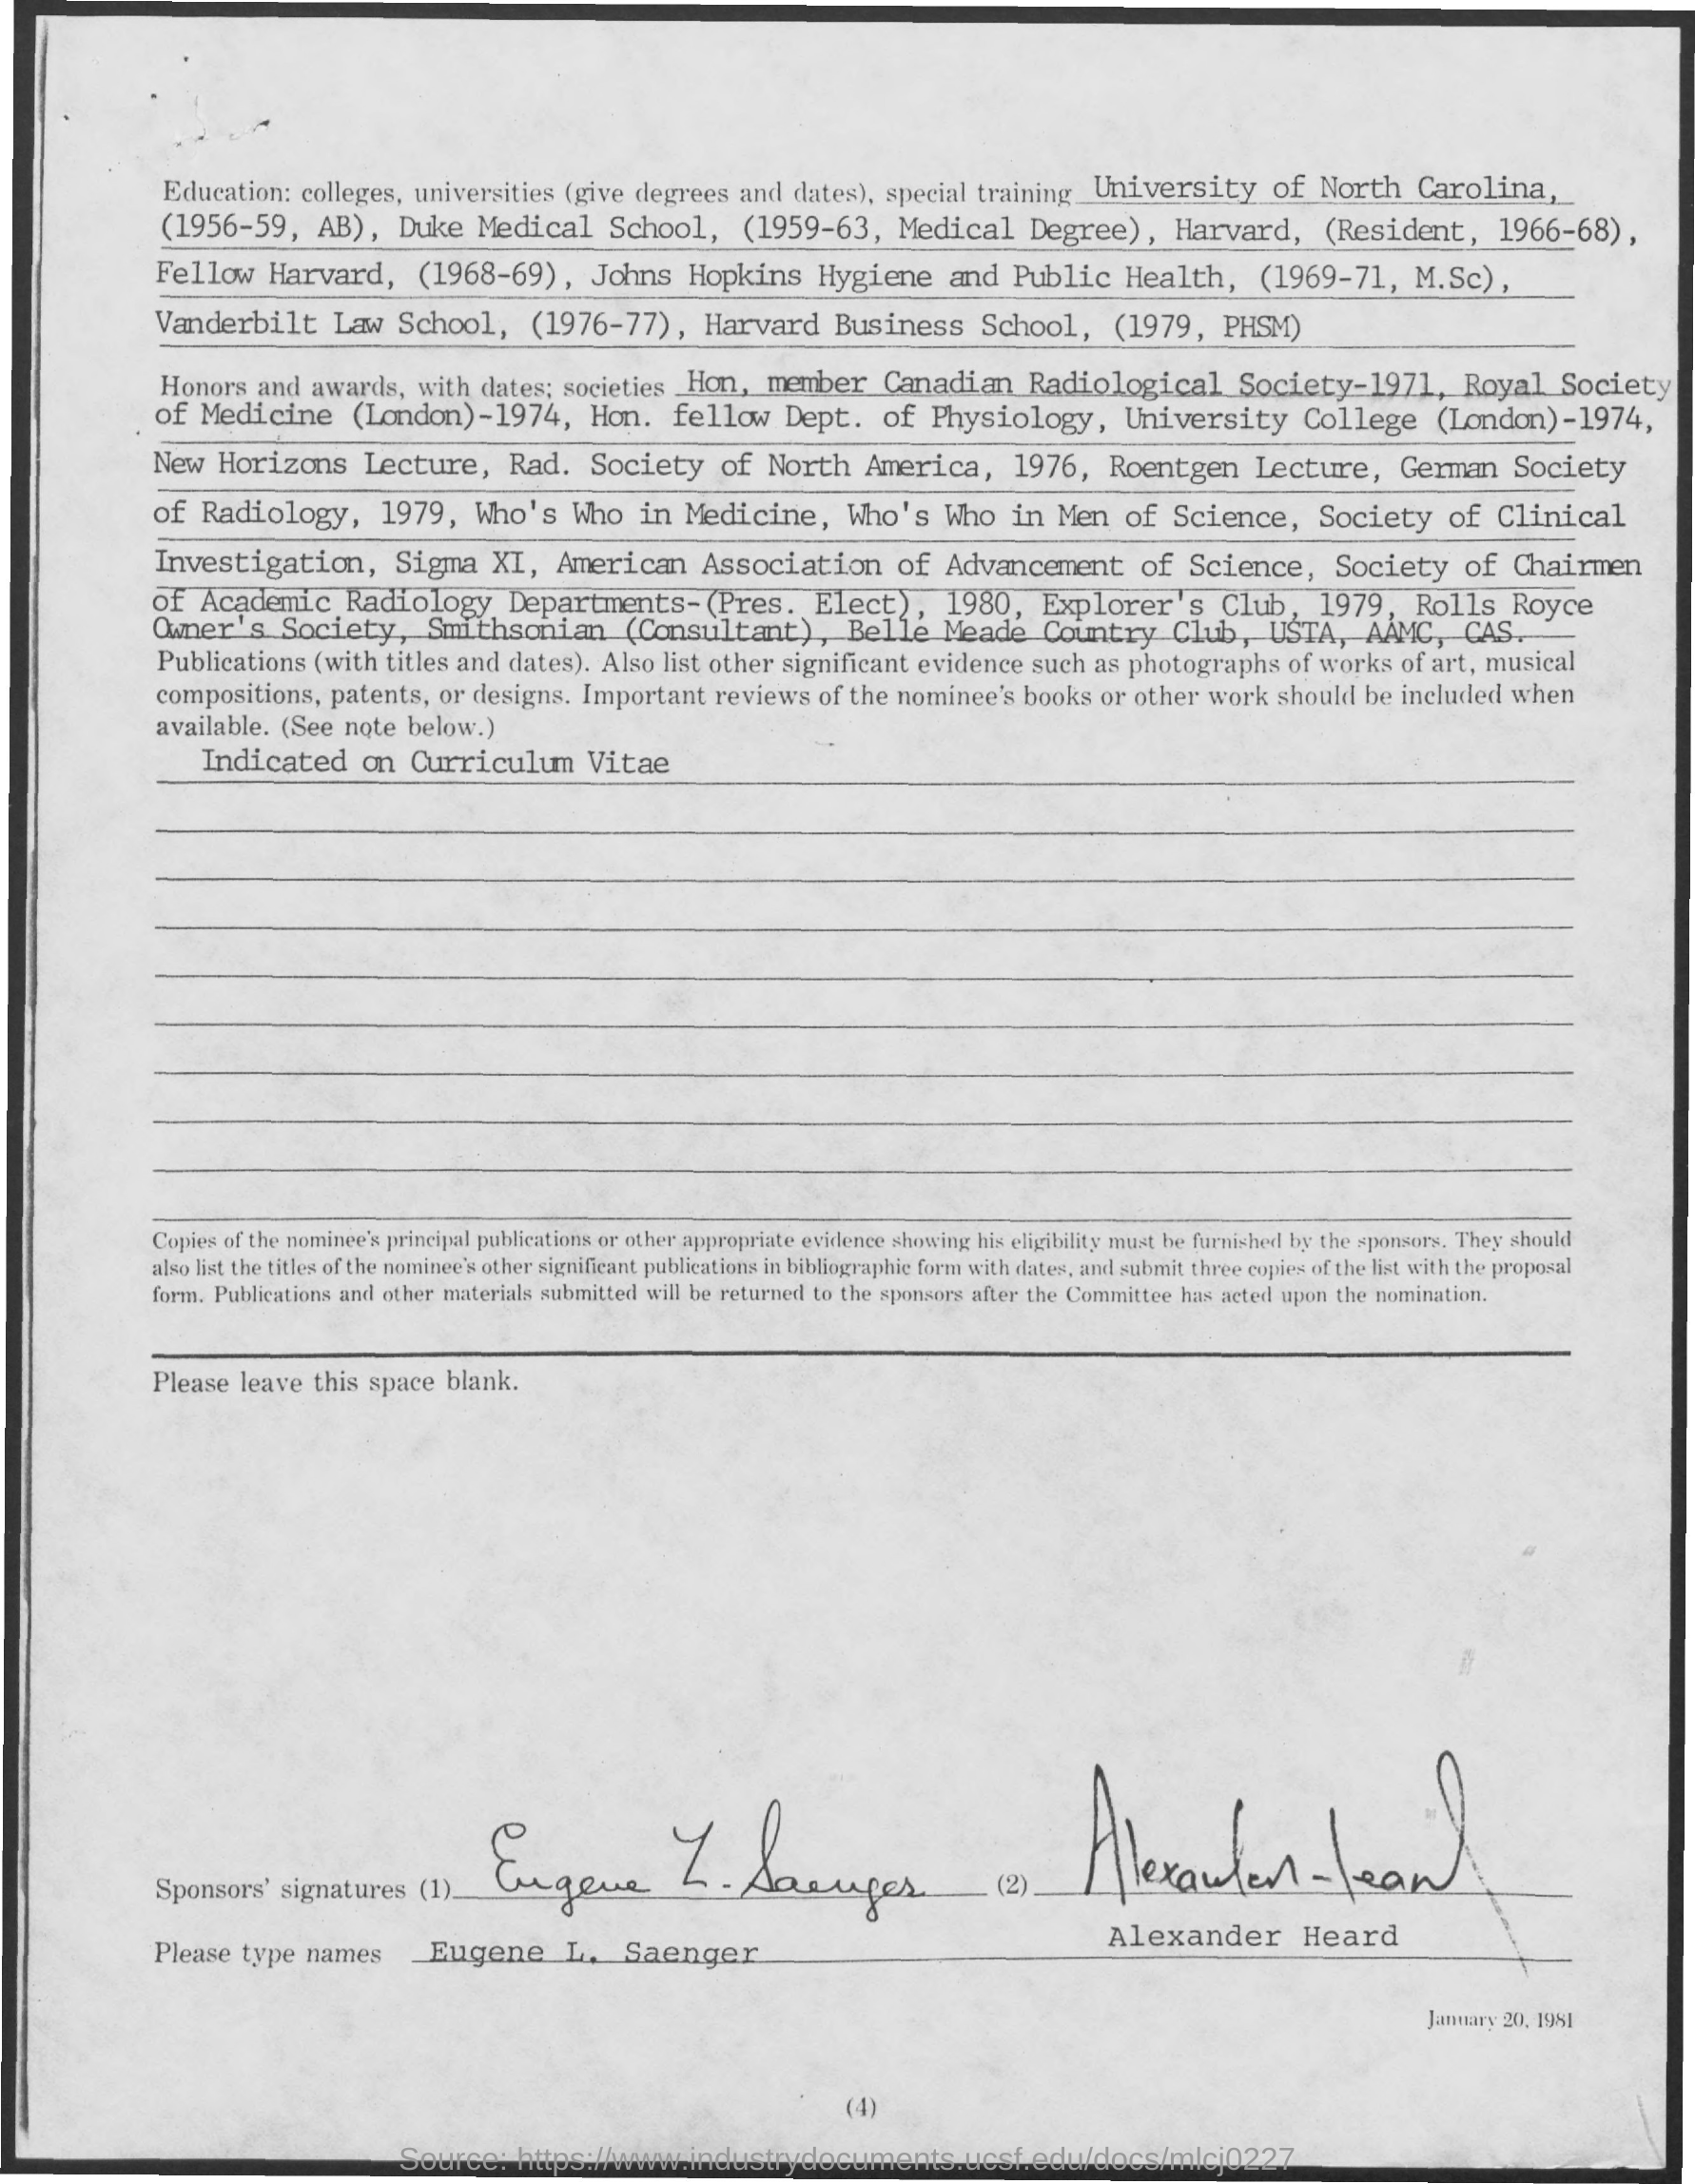 Education: colleges, universities (give degrees and dates), special training University of North Carolina,
(1956-59, AB), Duke Medical School, (1959-63, Medical Degree), Harvard, (Resident, 1966-68),
Fellow Harvard, (1968-69), Johns Hopkins Hygiene and Public Health, (1969-71, M.Sc),
Vanderbilt Law School, (1976-77), Harvard Business School, (1979, PHSM)
Honors and awards, with dates; societies Hon, member Canadian Radiological Society-1971, Royal Society
of Medicine (London)-1974, Hon. fellow Dept. of Physiology, University College (London)-1974,
New Horizons Lecture, Rad. Society of North America, 1976, Roentgen Lecture, German Society
of Radiology, 1979, Who's Who in Medicine, Who's Who in Men of Science, Society of Clinical
Investigation, Sigma XI, American Association of Advancement of Science, Society of Chairmen
of Academic Radiology Departments-(Pres. Elect), 1980, Explorer's Club, 1979, Rolls Royce
Owner's Society, Smithsonian (Consultant), Belle Meade Country Club, USTA, AAMC, CAS.
Publications (with titles and dates). Also list other significant evidence such as photographs of works of art, musical
compositions, patents, or designs. Important reviews of the nominee's books or other work should be included when
available. (See note below.)
Indicated on Curriculum Vitae
Copies of the nominee's principal publications or other appropriate evidence showing his eligibility must be furnished by the sponsors. They should
also list the titles of the nominee's other significant publications in bibliographic form with dates, and submit three copies of the list with the proposal
form. Publications and other materials submitted will be returned to the sponsors after the Committee has acted upon the nomination.
Please leave this space blank.
Sponsors' signatures (1) Eugene L. Saenger (2) Alexander Heard
Alexander Heard
Please type names Eugene L. Saenger
January 20, 1981
(4)
Source: https://www.industrydocuments.ucsf.edu/docs/mlcj0227